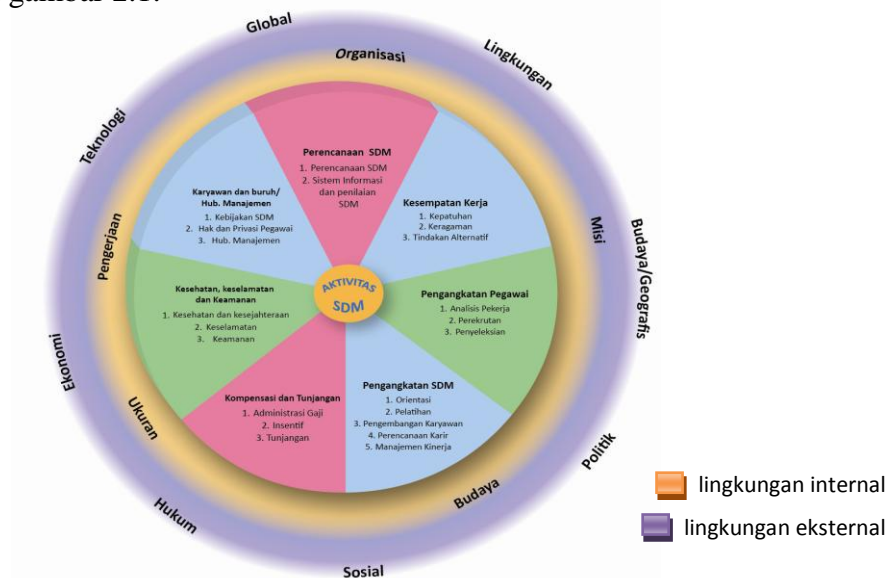 gambar 2.1.
Global
Organisasi
Lingkungan
Teknologi
Perencanaan SDM
1. Perencanaan SDM
2. Sistem Informasi
dan penilaian
SDM
Karyawan dan buruh/
Hub. Manajemen
1. Kebijakan SDM
2. Hak dan Privasi Pegawai
3. Hub. Manajemen
Kesempatan Kerja
1. Kepatuhan
2. Keragaman
3. Tindakan Alternatif
Pengerjaan
Misi
Budaya/Geografis
AKTIVITAS
SDM
Kesehatan, keselamatan
dan Keamanan
1. Kesehatan dan kesejahteraan
2. Keselamatan
3. Keamanan
Pengangkatan Pegawai
1. Analisis Pekerja
2. Perekrutan
3. Penyeleksian
Ekonomi
Ukuran
Kompensasi dan Tunjangan
1. Administrasi Gaji
2. Insentif
3. Tunjangan
Pengangkatan SDM
1. Orientasi
2. Pelatihan
3. Pengembangan Karyawan
4. Perencanaan Karir
5. Manajemen Kinerja
Politik
Budaya
Hukum
Sosial
lingkungan internal
lingkungan eksternal